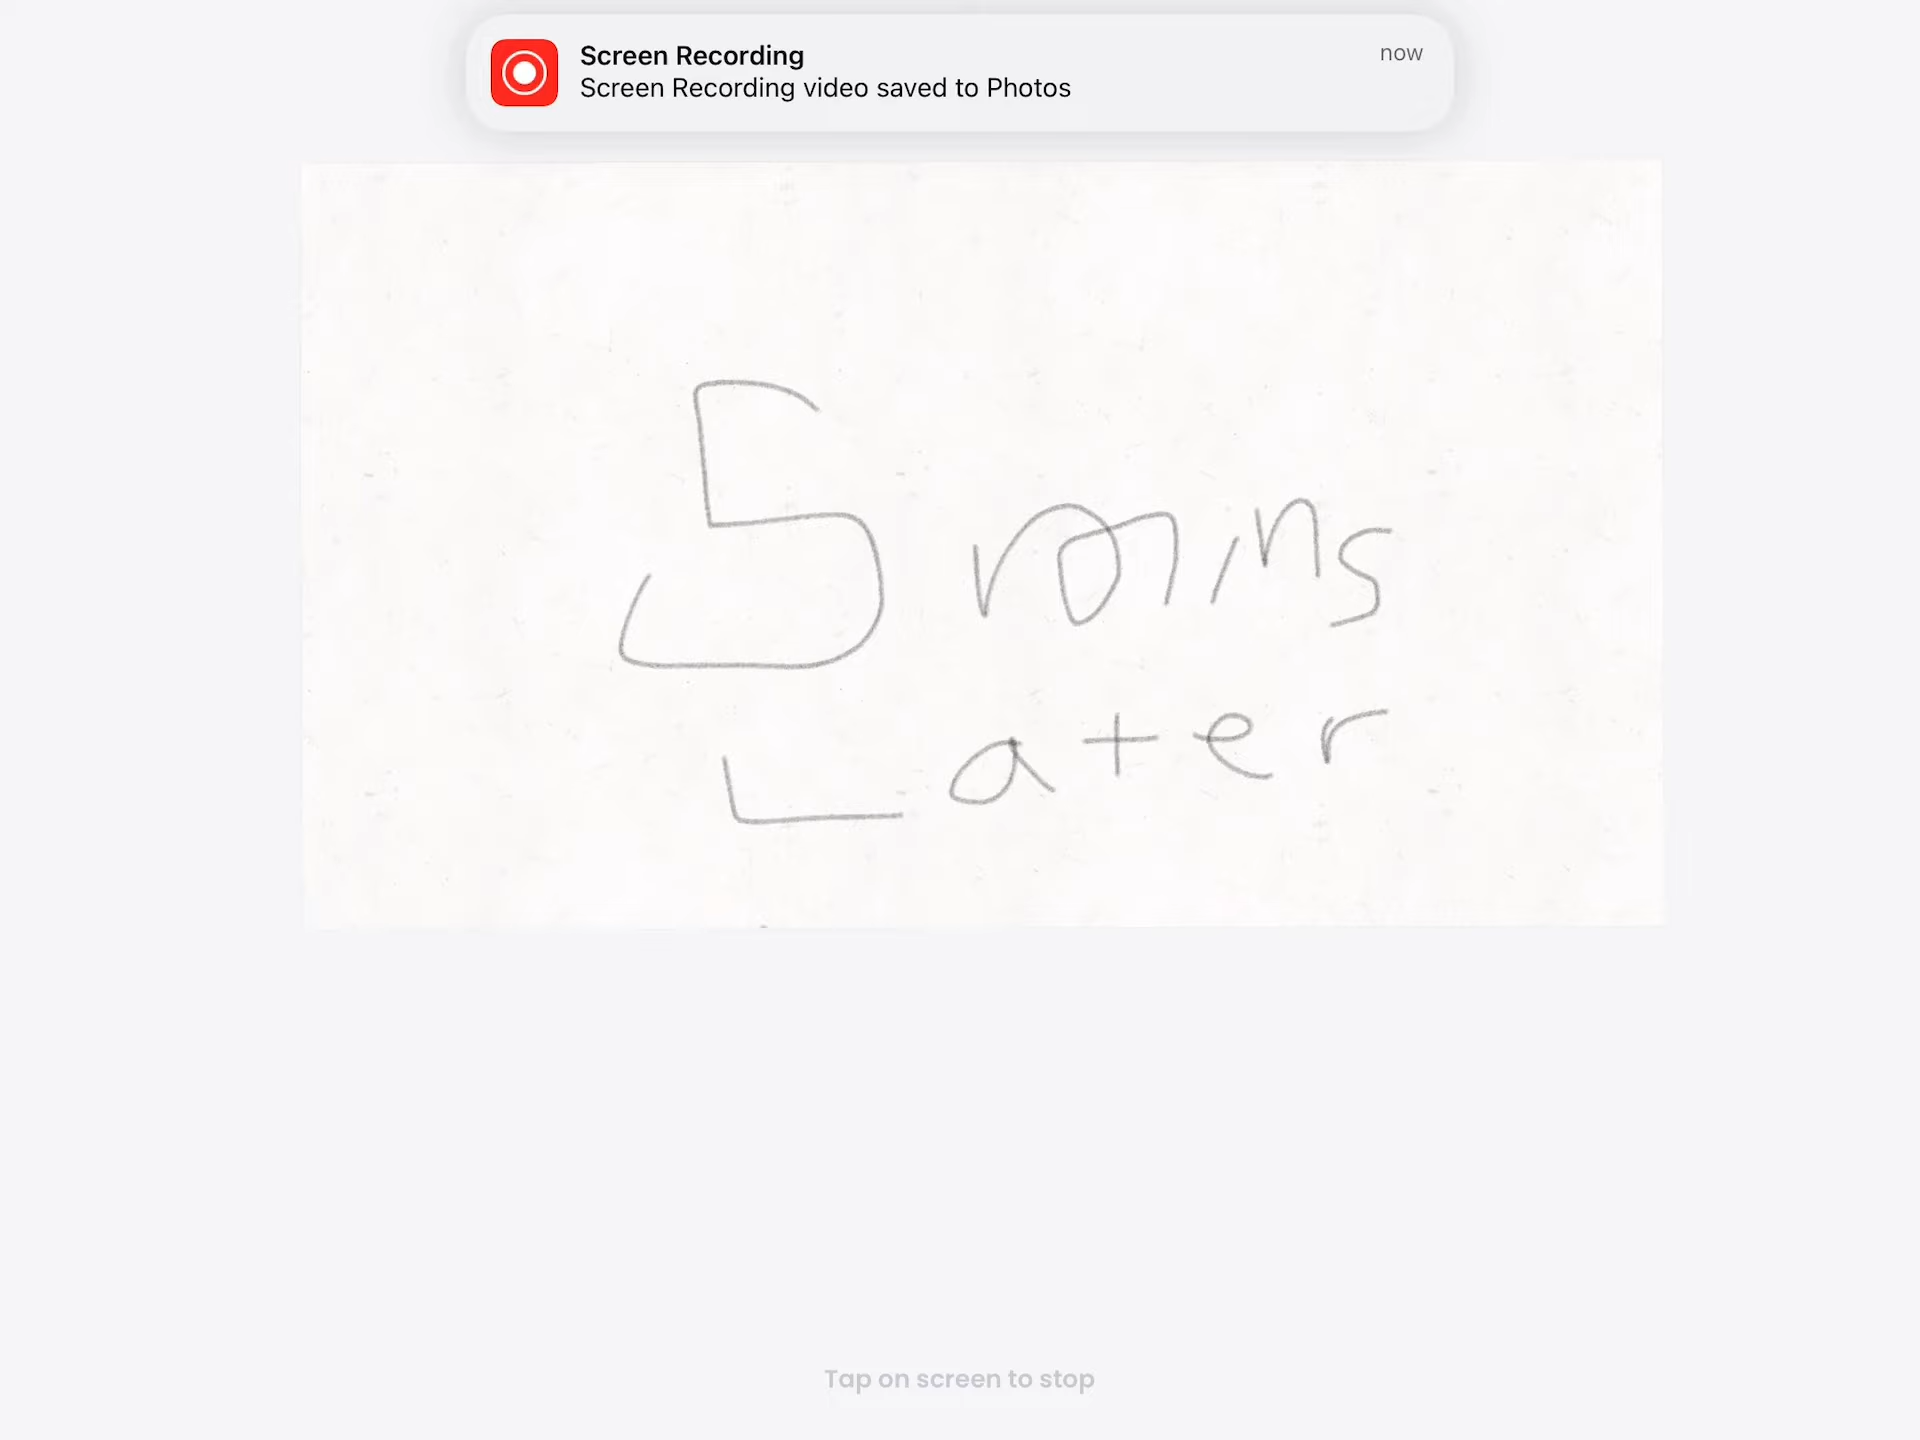 Screen Recording
now
Screen Recording video saved to Photos
5 mins
Later
Tap on screen to stop